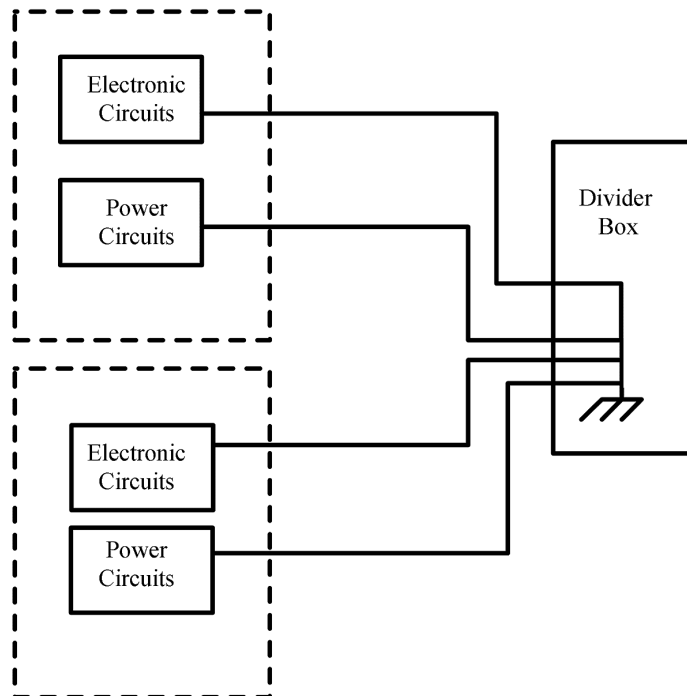 Electronic
Circuits
Power
Circuits
Divider
Box
Electronic
Circuits
Power
Circuits